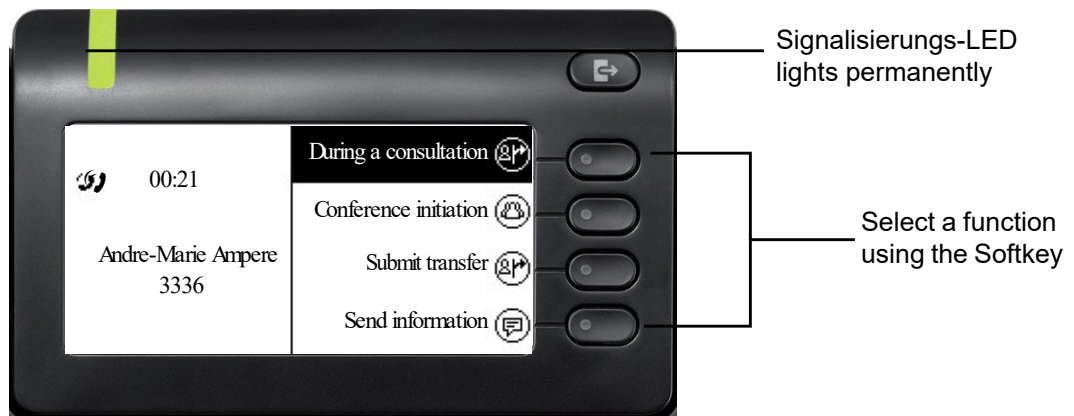 Signalisierungs-LED
lights permanently
During a consultation
00:21
Conference initiation
Andre-Marie Ampere
3336
Submit transfer
Send information
Select a function
using the Softkey